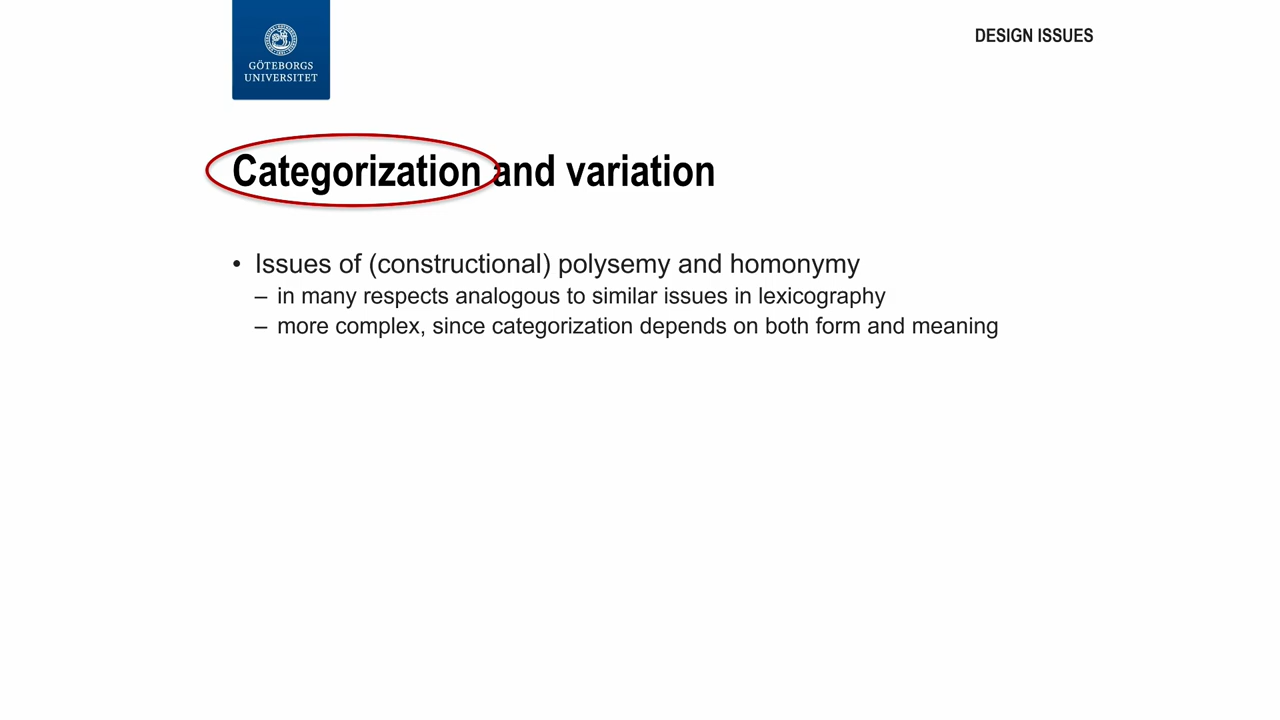 GÖTEBORGS
UNIVERSITET
DESIGN ISSUES
Categorization and variation
• Issues of (constructional) polysemy and homonymy
– in many respects analogous to similar issues in lexicography
– more complex, since categorization depends on both form and meaning